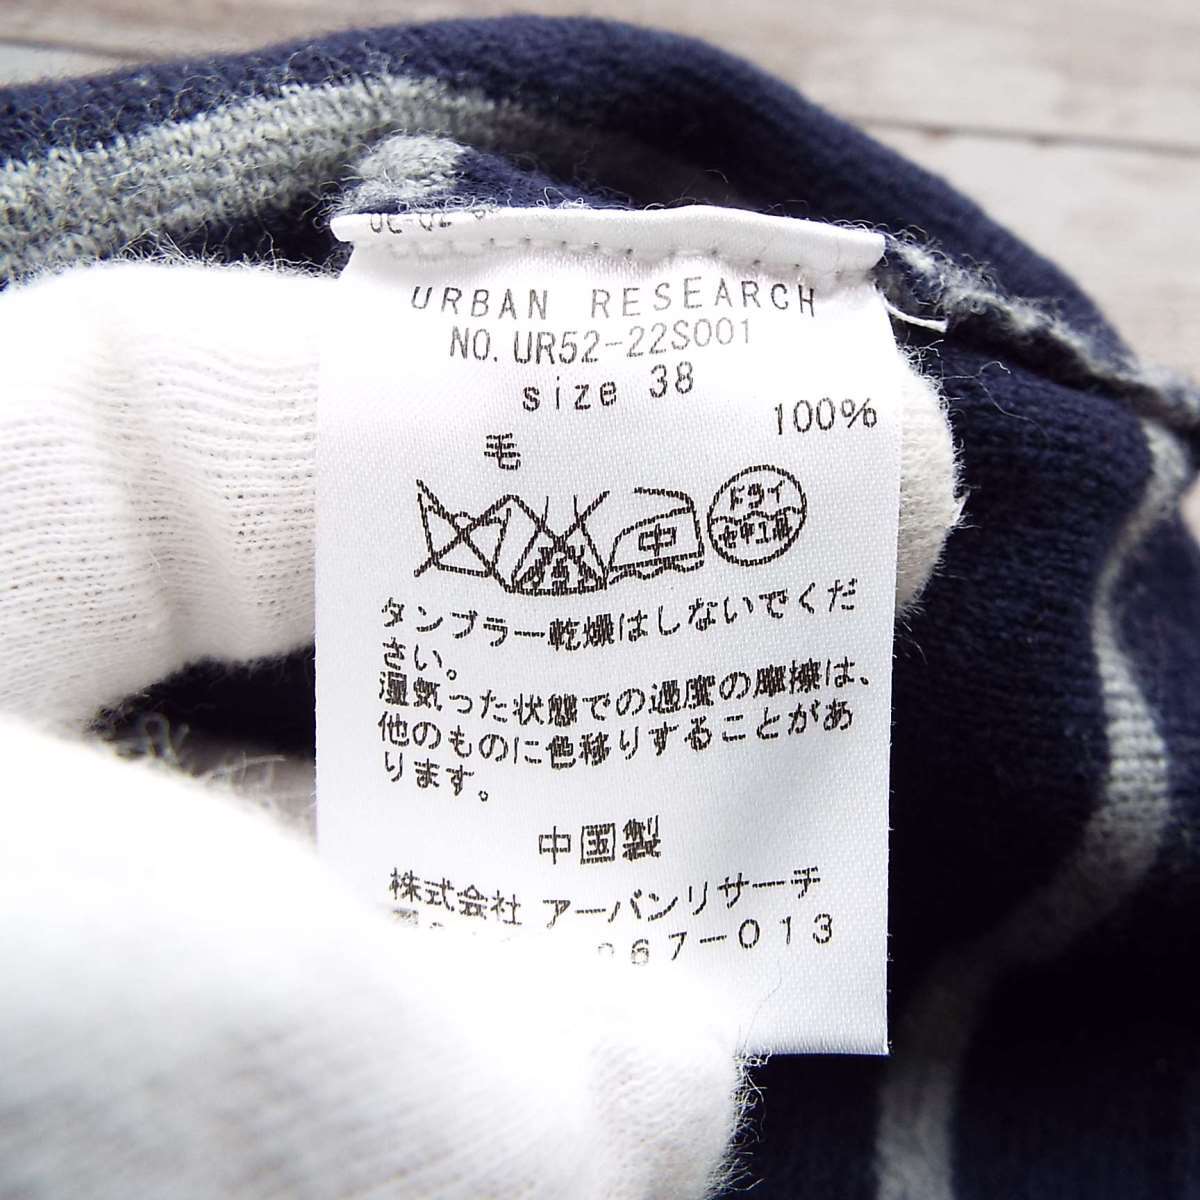 URBAN RESEARCH
NO. UR52-22S001
size 38
100%
毛
中
ドライ
セキユ系
タンブラー乾燥はしないでくだ
さい。
湿気った状態での過度の摩擦は、
他のものに色移りすることがあ
ります。
中国製
株式会社 アーバンリサーチ
67-013